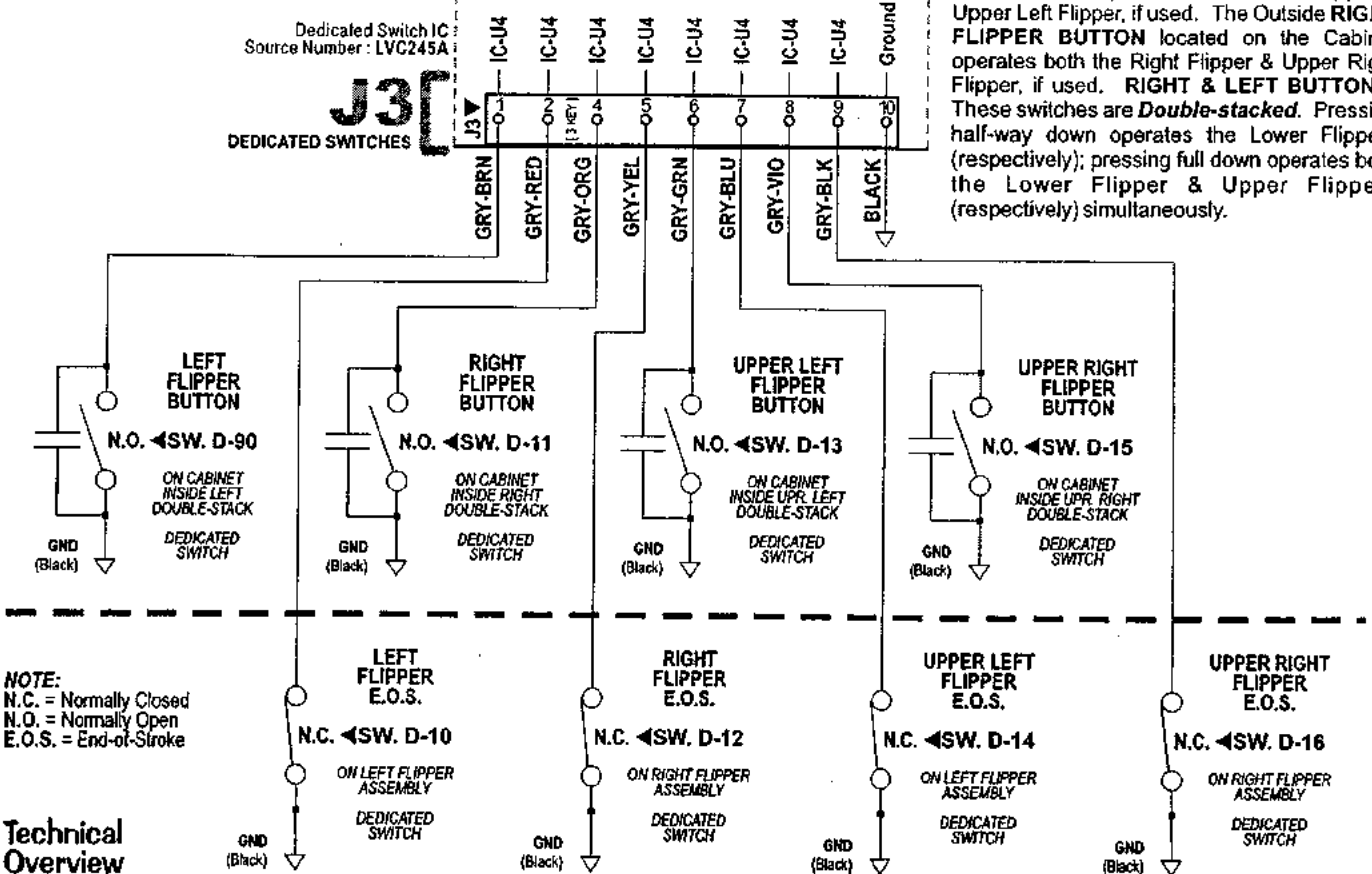 Dedicated Switch IC
Source Number : LVC245A
J3
DEDICATED SWITCHES
IC-U4 IC-U4 IC-U4 IC-U4 IC-U4 IC-U4 IC-U4 IC-U4 Ground
J3 1 2 [3 KEY] 4 5 6 7 8 9 10
GRY-BRN GRY-RED GRY-ORG GRY-YEL GRY-GRN GRY-BLU GRY-VIO GRY-BLK BLACK
Upper Left Flipper, if used. The Outside RIG
FLIPPER BUTTON located on the Cabin
operates both the Right Flipper & Upper Rig
Flipper, if used. RIGHT & LEFT BUTTON
These switches are Double-stacked. Pressi
half-way down operates the Lower Flippe
(respectively); pressing full down operates bo
the Lower Flipper & Upper Flippe
(respectively) simultaneously.
LEFT
FLIPPER
BUTTON
N.O. ◄SW. D-90
ON CABINET
INSIDE LEFT
DOUBLE-STACK
DEDICATED
SWITCH
GND
(Black)
RIGHT
FLIPPER
BUTTON
N.O. ◄SW. D-11
ON CABINET
INSIDE RIGHT
DOUBLE-STACK
DEDICATED
SWITCH
GND
(Black)
UPPER LEFT
FLIPPER
BUTTON
N.O. ◄SW. D-13
ON CABINET
INSIDE UPR. LEFT
DOUBLE-STACK
DEDICATED
SWITCH
GND
(Black)
UPPER RIGHT
FLIPPER
BUTTON
N.O. ◄SW. D-15
ON CABINET
INSIDE UPR. RIGHT
DOUBLE-STACK
DEDICATED
SWITCH
GND
(Black)
NOTE:
N.C. = Normally Closed
N.O. = Normally Open
E.O.S. = End-of-Stroke
LEFT
FLIPPER
E.O.S.
N.C. ◄SW. D-10
ON LEFT FLIPPER
ASSEMBLY
DEDICATED
SWITCH
GND
(Black)
RIGHT
FLIPPER
E.O.S.
N.C. ◄SW. D-12
ON RIGHT FLIPPER
ASSEMBLY
DEDICATED
SWITCH
GND
(Black)
UPPER LEFT
FLIPPER
E.O.S.
N.C. ◄SW. D-14
ON LEFT FLIPPER
ASSEMBLY
DEDICATED
SWITCH
GND
(Black)
UPPER RIGHT
FLIPPER
E.O.S.
N.C. ◄SW. D-16
ON RIGHT FLIPPER
ASSEMBLY
DEDICATED
SWITCH
GND
(Black)
Technical
Overview